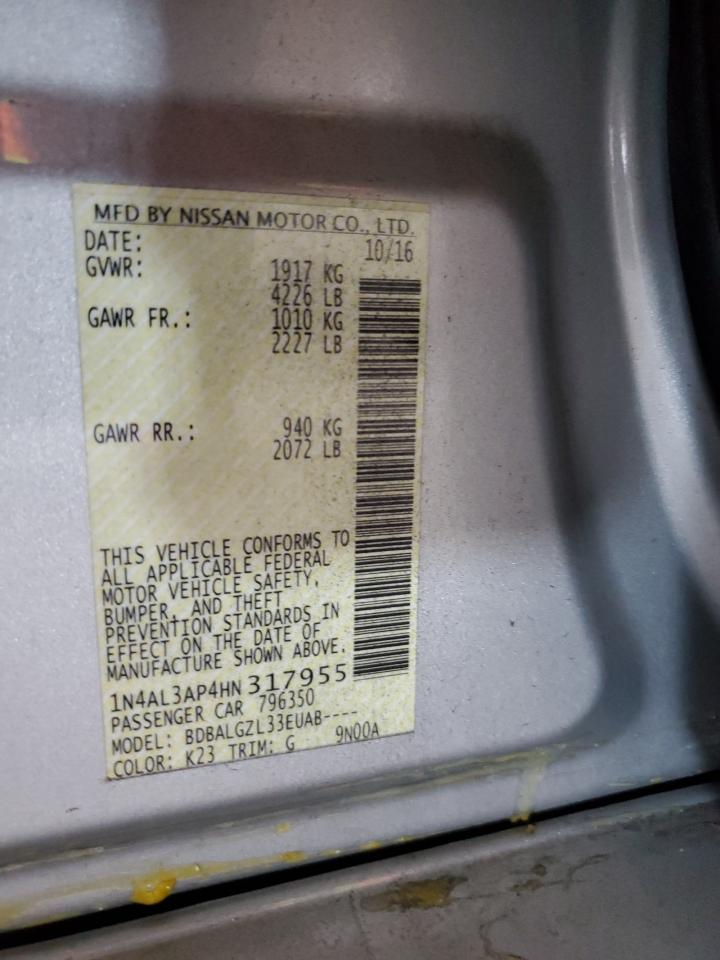 MFD BY NISSAN MOTOR CO., LTD.
DATE: 10/16
GVWR: 1917 KG
4226 LB
GAWR FR.: 1010 KG
2227 LB
GAWR RR.: 940 KG
2072 LB
THIS VEHICLE CONFORMS TO
ALL APPLICABLE FEDERAL
MOTOR VEHICLE SAFETY,
BUMPER, AND THEFT
PREVENTION STANDARDS IN
EFFECT ON THE DATE OF
MANUFACTURE SHOWN ABOVE.
1N4AL3AP4HN317955
PASSENGER CAR 796350
MODEL: BDBALGZL33EUAB----
COLOR: K23 TRIM: G 9N00A